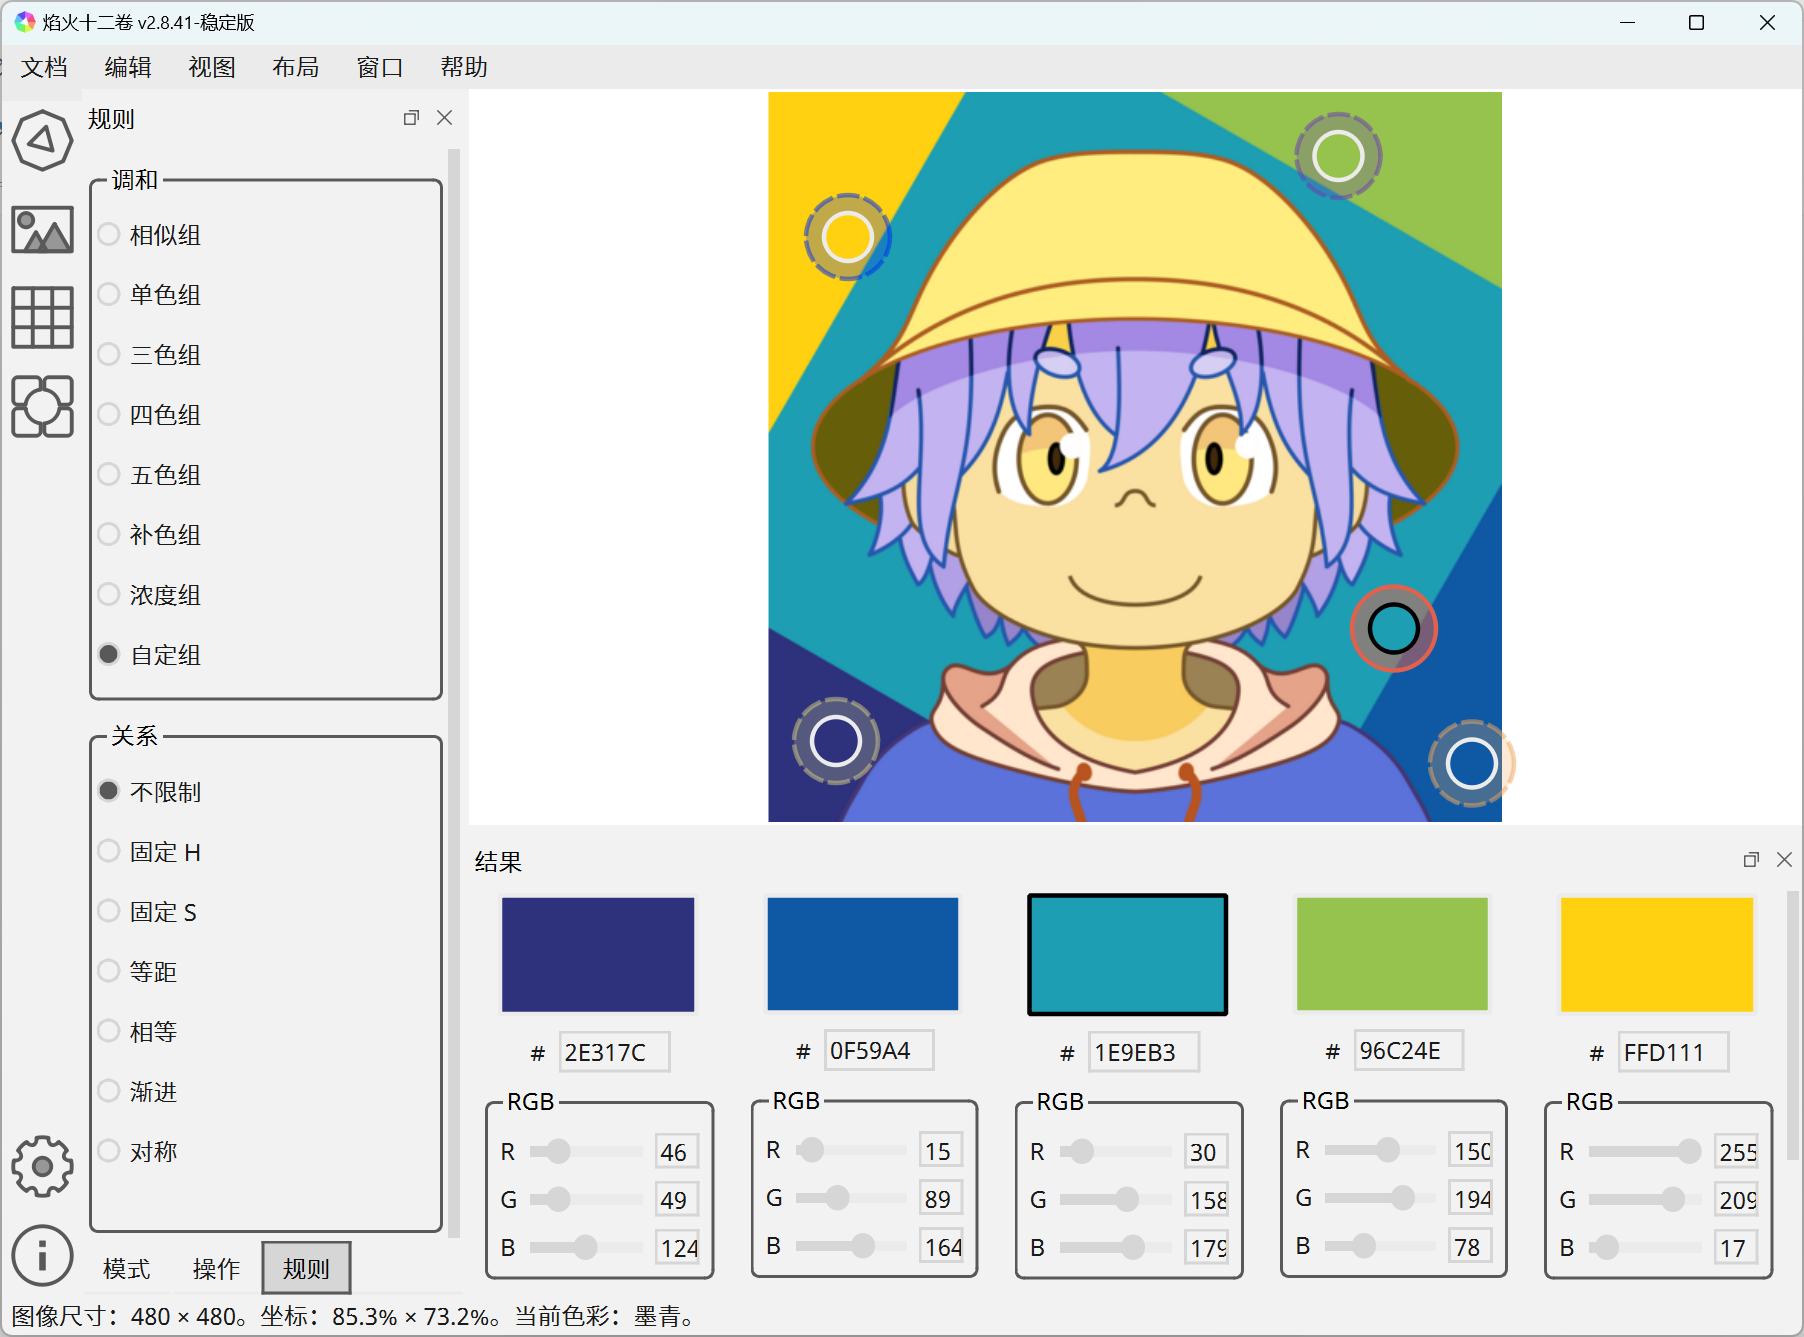 焰火十二卷 v2.8.41-稳定版
文档 编辑 视图 布局 窗口 帮助
规则
调和
相似组
单色组
三色组
四色组
五色组
补色组
浓度组
自定组
关系
不限制
固定 H
固定 S
等距
相等
渐进
对称
模式 操作 规则
结果
# 2E317C # 0F59A4 # 1E9EB3 # 96C24E # FFD111
RGB RGB RGB RGB RGB
R 46 R 15 R 30 R 150 R 255
G 49 G 89 G 158 G 194 G 209
B 124 B 164 B 179 B 78 B 17
图像尺寸：480 × 480。坐标：85.3% × 73.2%。当前色彩：墨青。